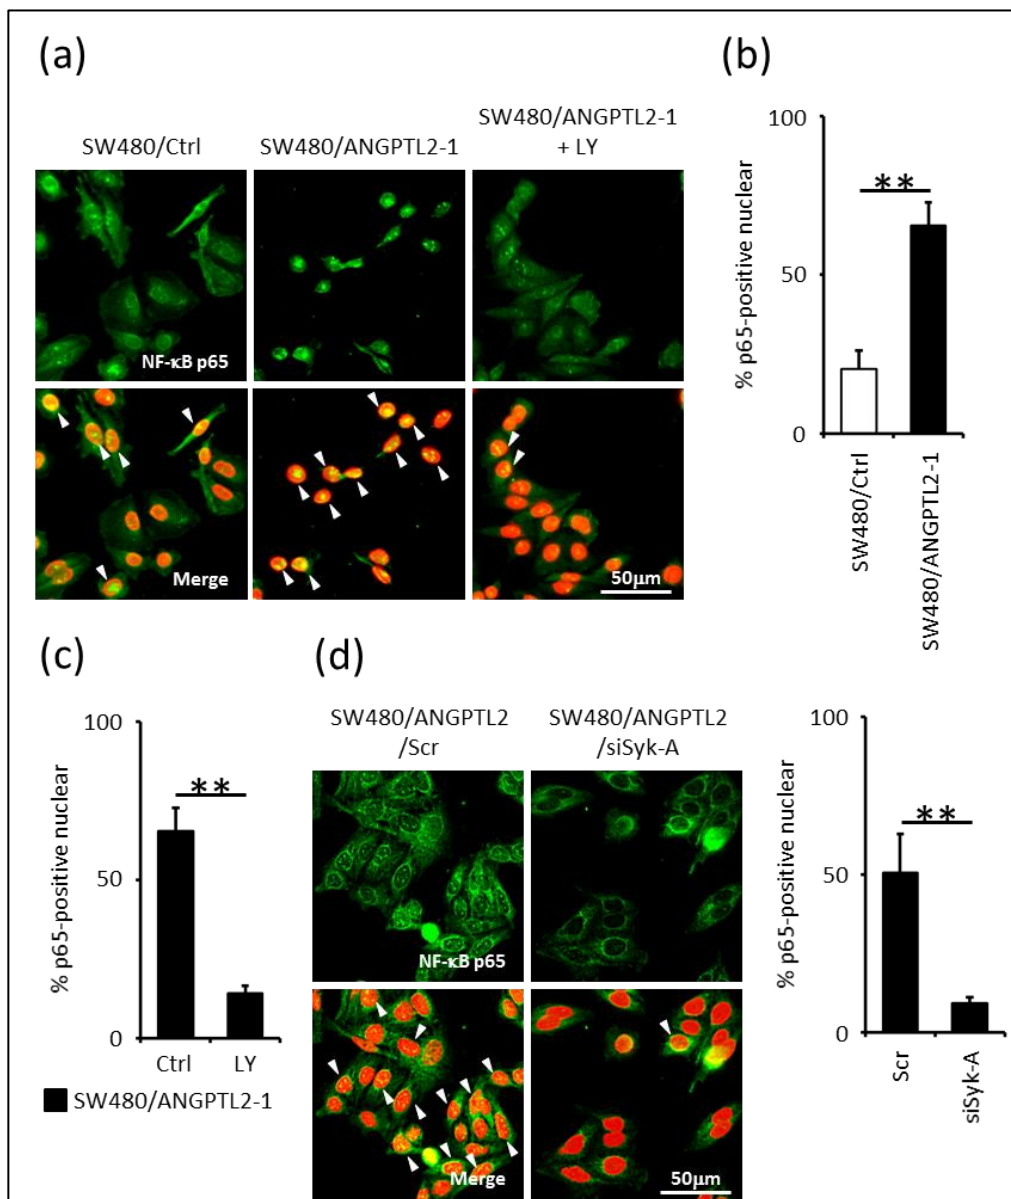 (a)
SW480/Ctrl
SW480/ANGPTL2-1
SW480/ANGPTL2-1
+ LY
NF-κB p65
Merge
50μm
(b)
% p65-positive nuclear
100
50
0
**
SW480/Ctrl
SW480/ANGPTL2-1
(c)
% p65-positive nuclear
100
50
0
**
Ctrl
LY
SW480/ANGPTL2-1
(d)
SW480/ANGPTL2
/Scr
SW480/ANGPTL2
/siSyk-A
NF-κB p65
Merge
50μm
% p65-positive nuclear
100
50
0
**
Scr
siSyk-A